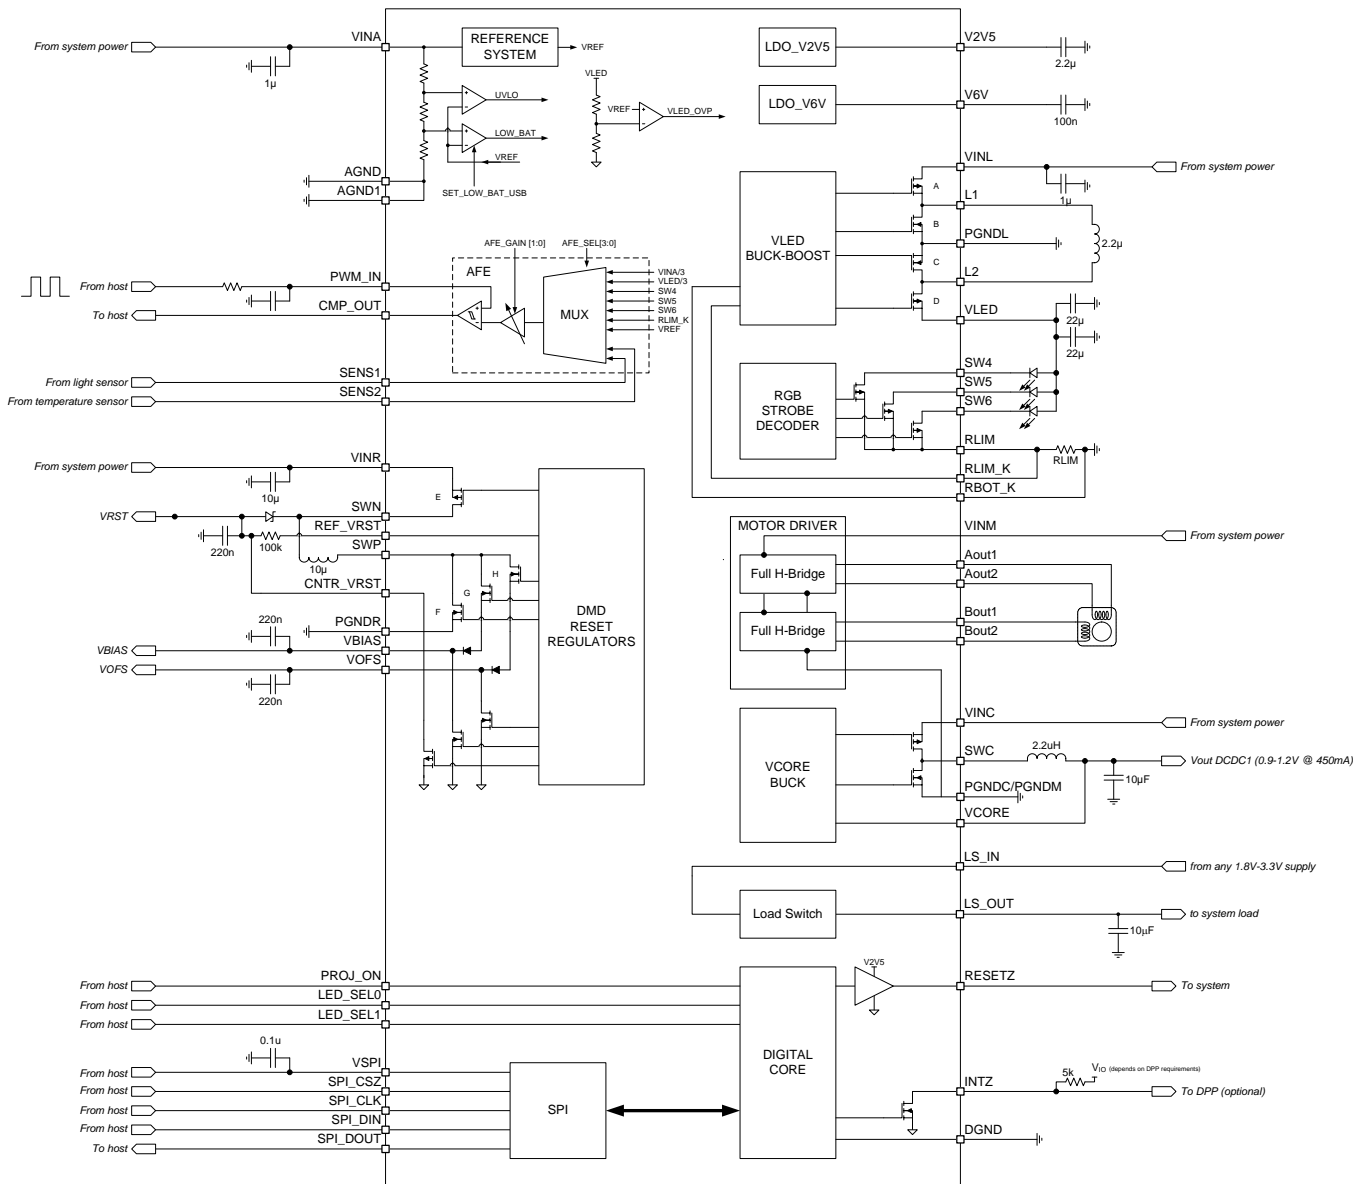 From system power
VINA
1µ
REFERENCE
SYSTEM
VREF
UVLO
LOW_BAT
VREF
SET_LOW_BAT_USB
VLED
VREF
VLED_OVP
AGND
AGND1
LDO_V2V5
V2V5
2.2µ
LDO_V6V
V6V
100n
VINL
From system power
1µ
L1
A
B
VLED
BUCK-BOOST
PGNDL
2.2µ
C
L2
D
VLED
22µ
22µ
AFE_GAIN [1:0]
AFE_SEL[3:0]
AFE
MUX
VINA/3
VLED/3
SW4
SW5
SW6
RLIM_K
VREF
From host
PWM_IN
To host
CMP_OUT
From light sensor
SENS1
From temperature sensor
SENS2
RGB
STROBE
DECODER
SW4
SW5
SW6
RLIM
RLIM
RLIM_K
RBOT_K
From system power
VINR
10µ
E
VRST
SWN
220n
100k
REF_VRST
10µ
SWP
H
CNTR_VRST
G
F
DMD
RESET
REGULATORS
PGNDR
220n
VBIAS
VBIAS
VOFS
VOFS
220n
MOTOR DRIVER
VINM
From system power
Full H-Bridge
Aout1
Aout2
Full H-Bridge
Bout1
Bout2
VINC
From system power
VCORE
BUCK
SWC
2.2uH
Vout DCDC1 (0.9-1.2V @ 450mA)
10µF
PGNDC/PGNDM
VCORE
LS_IN
from any 1.8V-3.3V supply
Load Switch
LS_OUT
to system load
10µF
From host
PROJ_ON
From host
LED_SEL0
From host
LED_SEL1
DIGITAL
CORE
V2V5
RESETZ
To system
0.1u
From host
VSPI
From host
SPI_CSZ
From host
SPI_CLK
From host
SPI_DIN
To host
SPI_DOUT
SPI
5k
VIO (depends on DPP requirements)
INTZ
To DPP (optional)
DGND